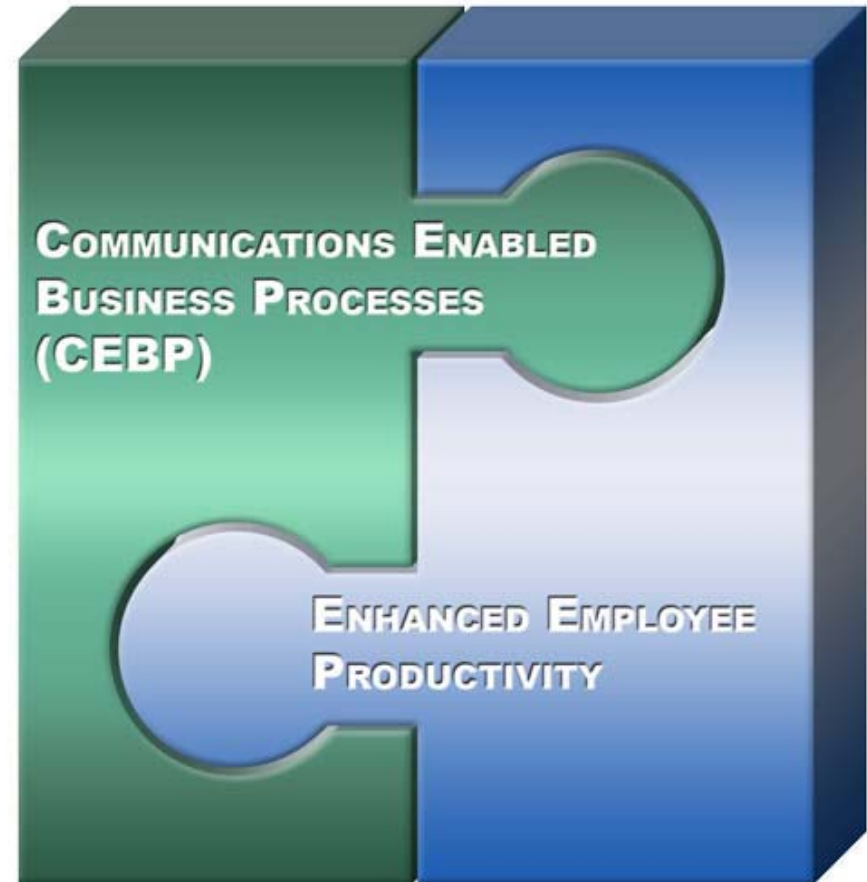 COMMUNICATIONS ENABLED
BUSINESS PROCESSES
(CEBP)
ENHANCED EMPLOYEE
PRODUCTIVITY